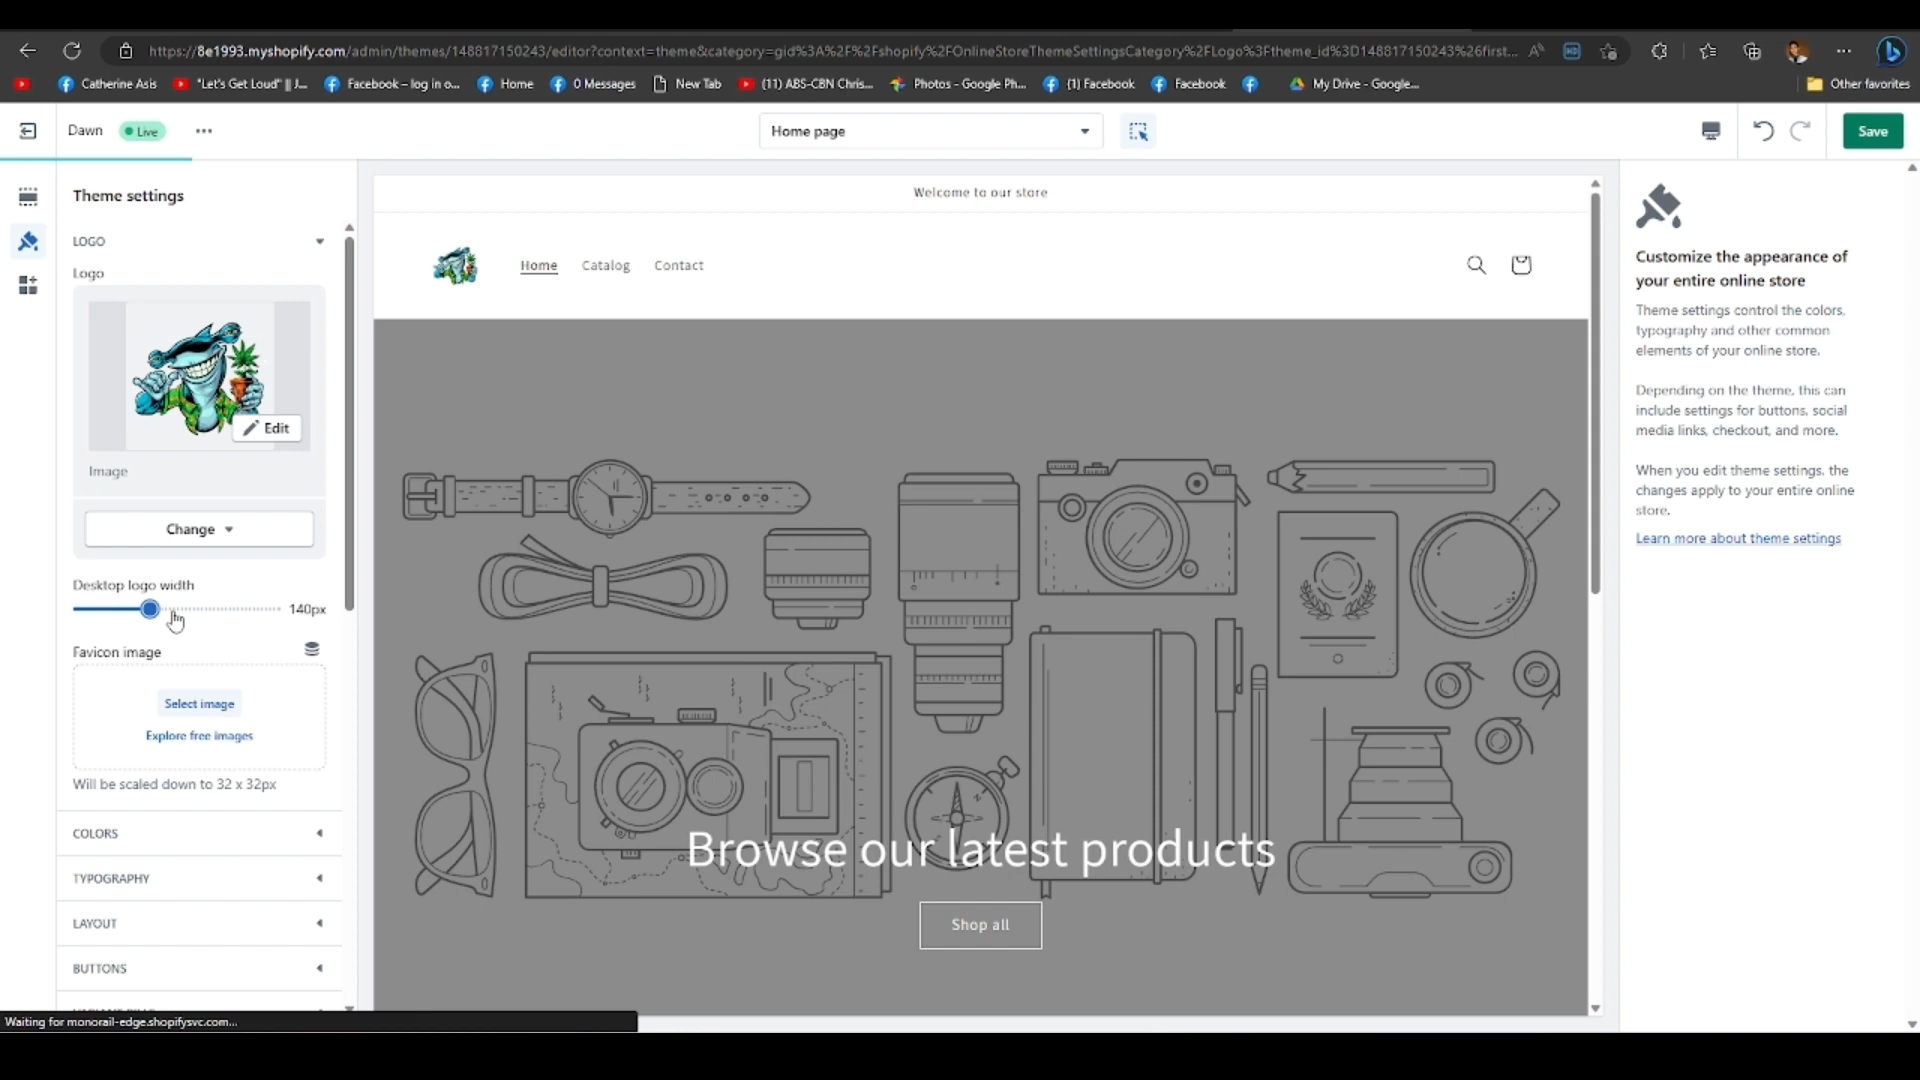 https://8e1993.myshopify.com/admin/themes/148817150243/editor?context=theme&category=gid%3A%2F%2Fshopify%2FOnlineStoreThemeSettingsCategory%2FLogo%3Ftheme_id%3D148817150243%26first...
Catherine Asis
"Let's Get Loud" || J...
Facebook – log in o...
Home
0 Messages
New Tab
(11) ABS-CBN Chris...
Photos - Google Ph...
(1) Facebook
Facebook
My Drive - Google...
Other favorites
Dawn
Live
Home page
Save
Theme settings
LOGO
Logo
Edit
Image
Change
Desktop logo width
140px
Favicon image
Select image
Explore free images
Will be scaled down to 32 x 32px
COLORS
TYPOGRAPHY
LAYOUT
BUTTONS
Waiting for monorail-edge.shopifysvc.com...
Welcome to our store
Home
Catalog
Contact
Browse our latest products
Shop all
Customize the appearance of
your entire online store
Theme settings control the colors,
typography and other common
elements of your online store.
Depending on the theme, this can
include settings for buttons, social
media links, checkout, and more.
When you edit theme settings, the
changes apply to your entire online
store.
Learn more about theme settings